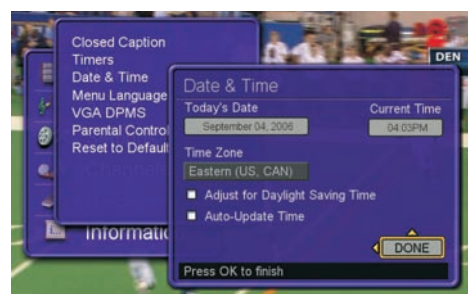 Closed Caption
Timers
Date & Time
Menu Language
VGA DPMS
Parental Control
Reset to Default
Channel
Informatio
DEN
Date & Time
Today's Date
Current Time
September 04, 2006
04:03PM
Time Zone
Eastern (US, CAN)
Adjust for Daylight Saving Time
Auto-Update Time
DONE
Press OK to finish